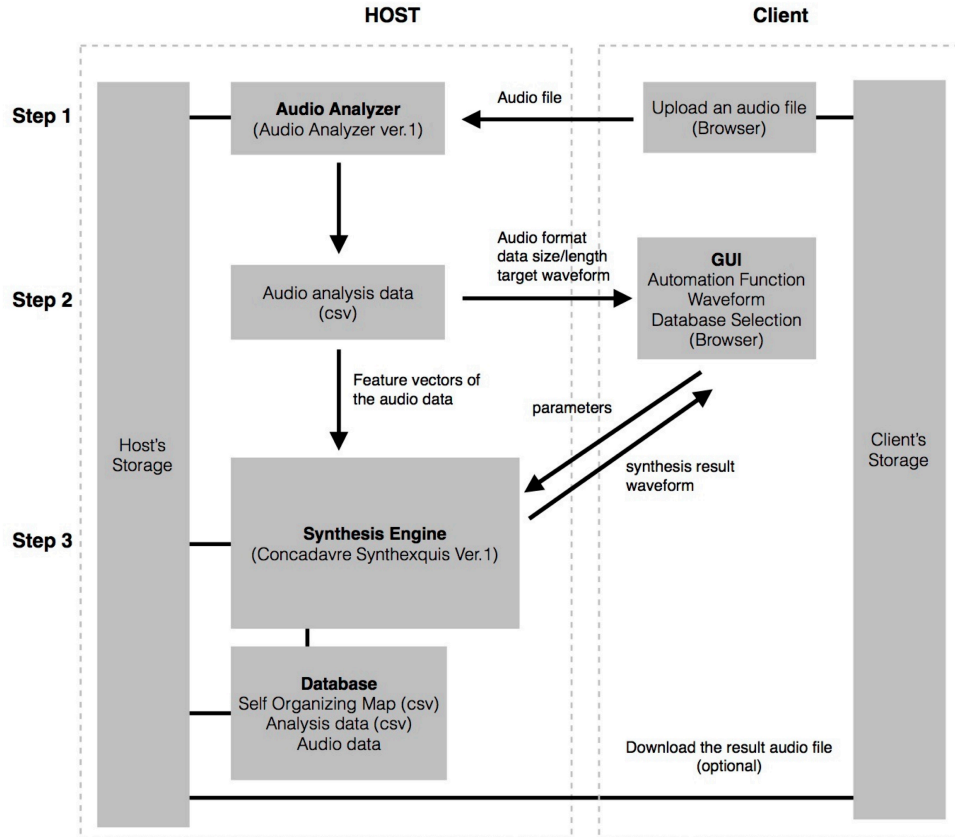 HOST
Client
Step 1
Audio Analyzer
(Audio Analyzer ver.1)
Audio file
Upload an audio file
(Browser)
Step 2
Audio analysis data
(csv)
Audio format
data size/length
target waveform
GUI
Automation Function
Waveform
Database Selection
(Browser)
Feature vectors of
the audio data
parameters
synthesis result
waveform
Host's
Storage
Client's
Storage
Step 3
Synthesis Engine
(Concadavre Synthexquis Ver.1)
Database
Self Organizing Map (csv)
Analysis data (csv)
Audio data
Download the result audio file
(optional)